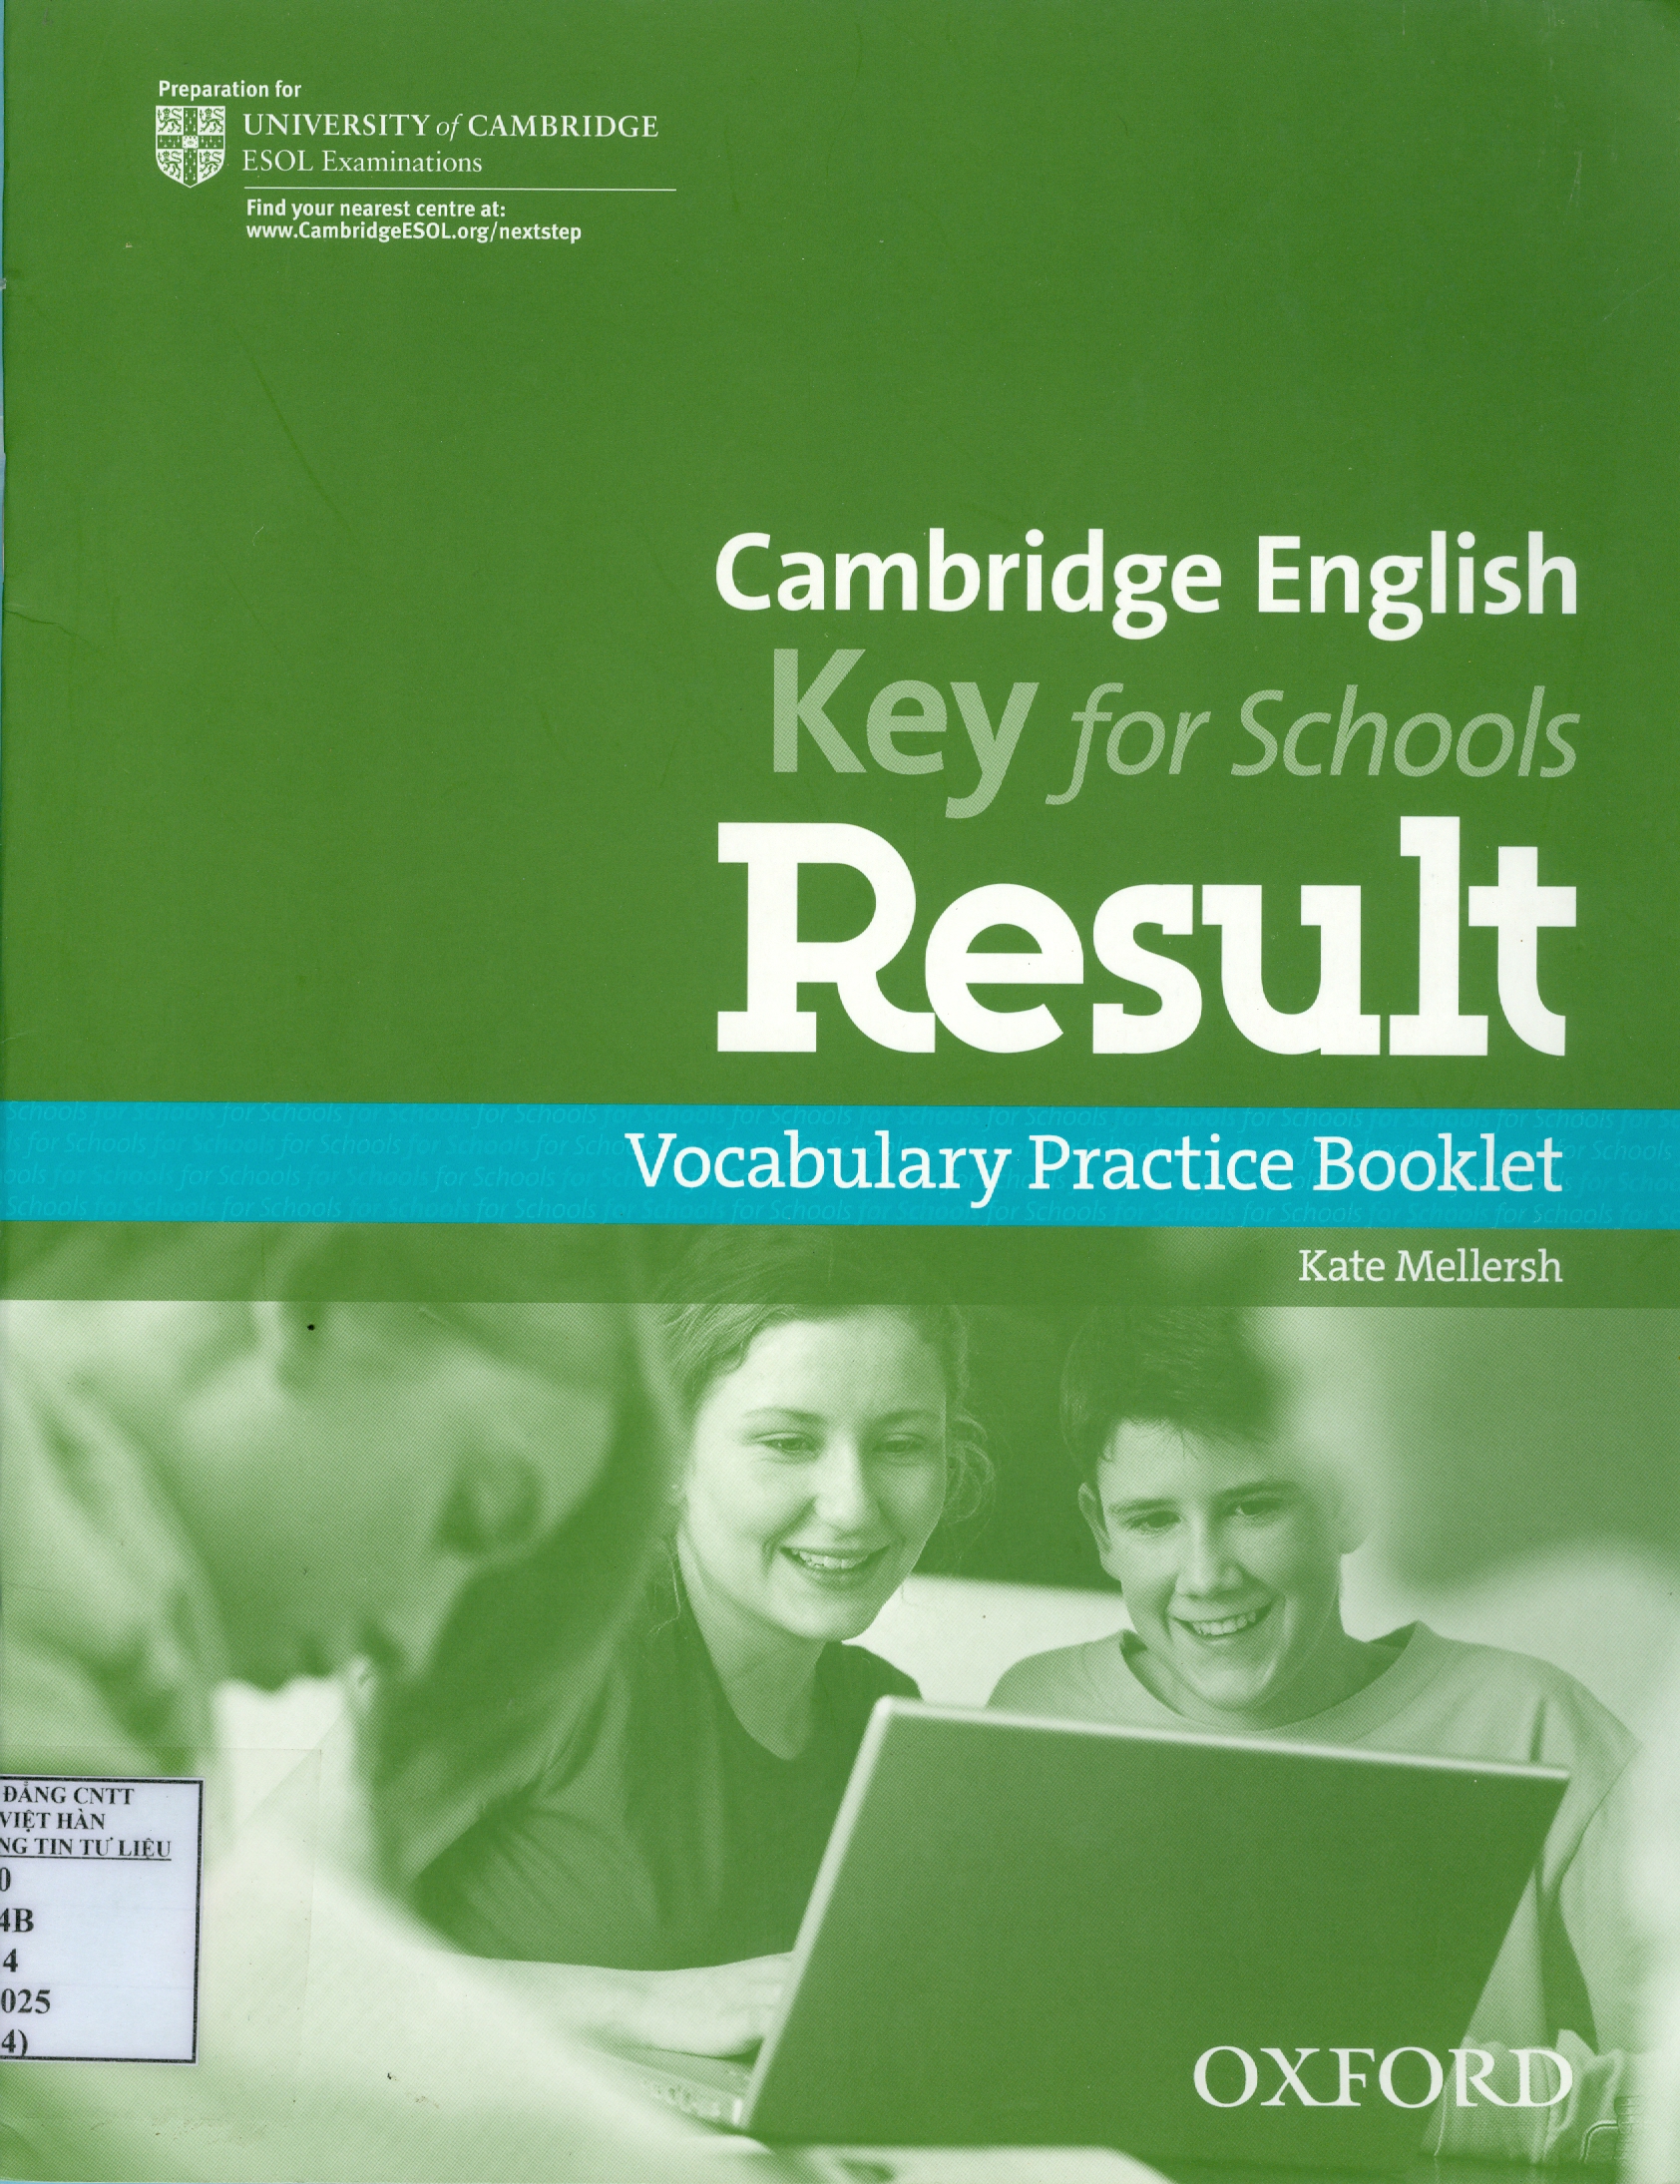 Preparation for
UNIVERSITY of CAMBRIDGE
ESOL Examinations
Find your nearest centre at:
www.CambridgeESOL.org/nextstep
Cambridge English
Key for Schools
Result
Vocabulary Practice Booklet
Kate Mellersh
ĐẲNG CNTT
VIỆT HÀN
NG TIN TƯ LIỆU
0
4B
4
025
4)
OXFORD